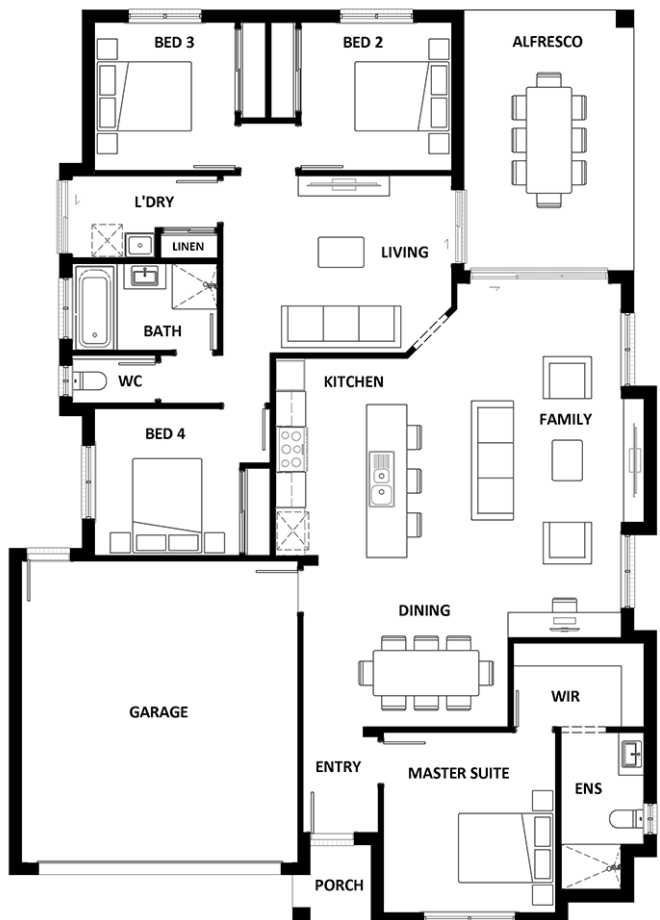 BED 3
BED 2
ALFRESCO
L'DRY
LINEN
LIVING
BATH
WC
KITCHEN
FAMILY
BED 4
DINING
WIR
GARAGE
ENTRY
MASTER SUITE
ENS
PORCH